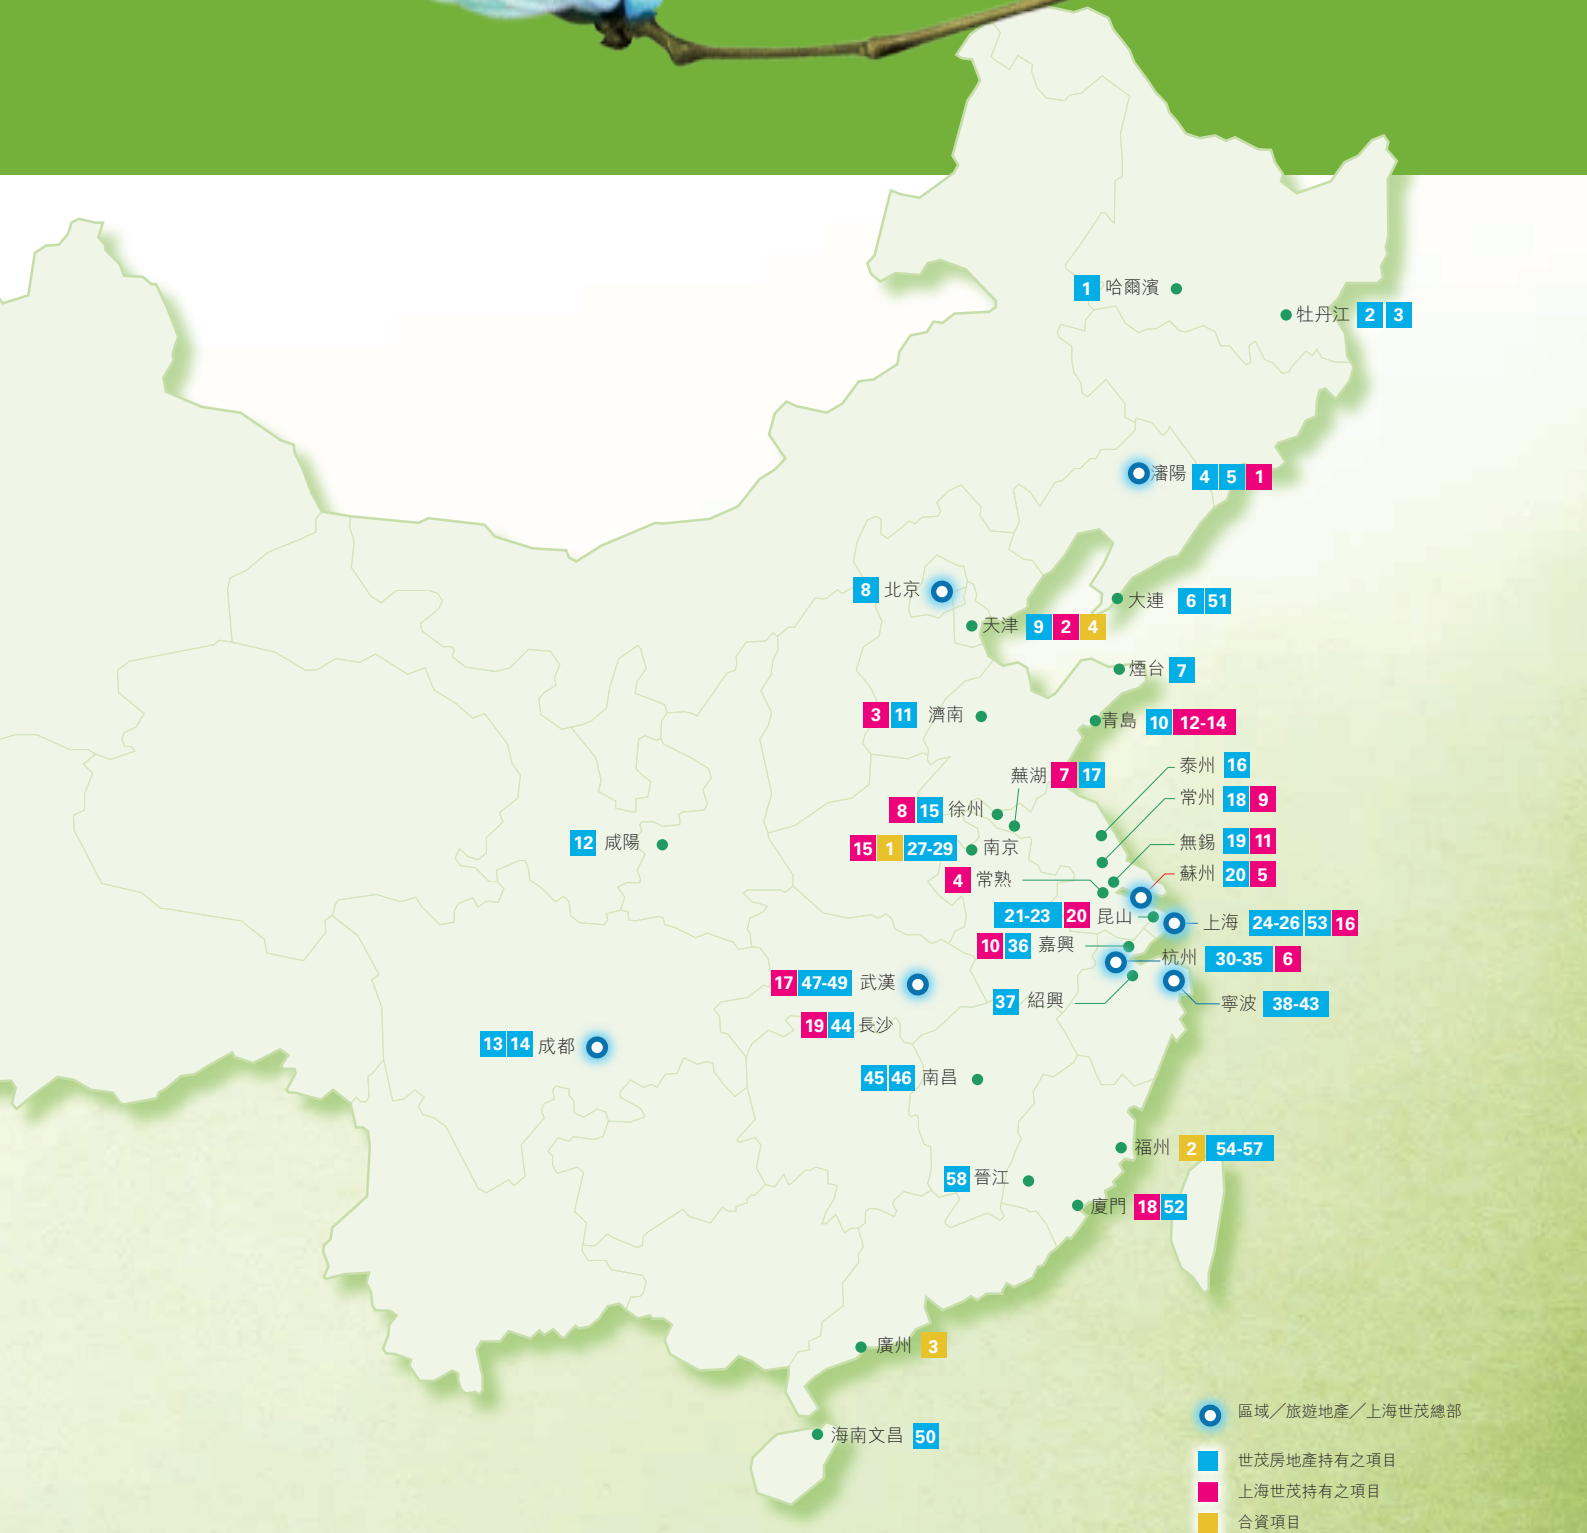 1 哈爾濱
牡丹江 2 3
瀋陽 4 5 1
8 北京
大連 6 51
天津 9 2 4
煙台 7
3 11 濟南
青島 10 12-14
泰州 16
蕪湖 7 17
常州 18 9
8 15 徐州
12 咸陽
無錫 19 11
15 1 27-29 南京
蘇州 20 5
4 常熟
21-23 20 昆山
上海 24-26 53 16
10 36 嘉興
杭州 30-35 6
17 47-49 武漢
37 紹興
寧波 38-43
19 44 長沙
13 14 成都
45 46 南昌
福州 2 54-57
58 晉江
廈門 18 52
廣州 3
海南文昌 50
區域／旅遊地產／上海世茂總部
世茂房地產持有之項目
上海世茂持有之項目
合資項目